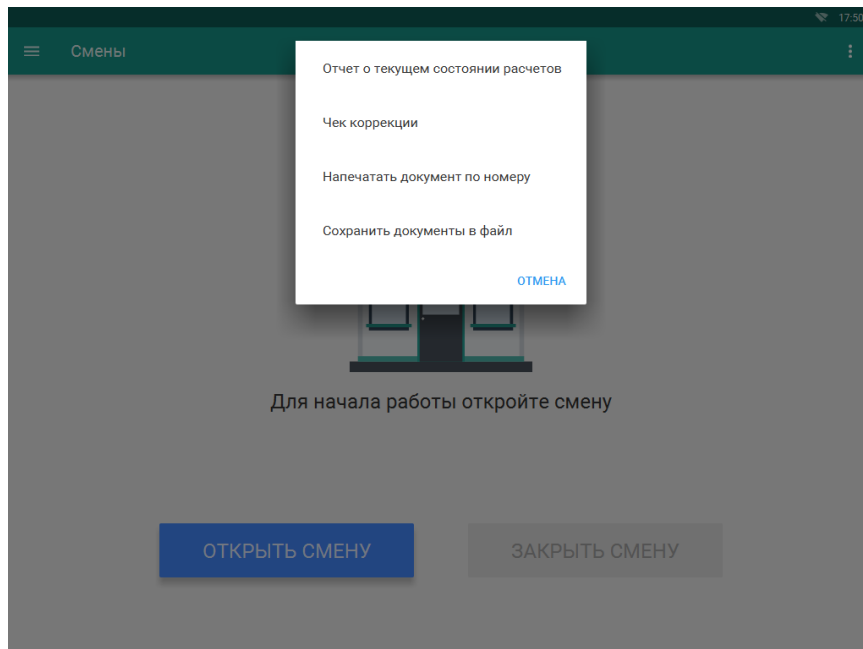 17:50
Смены
Отчет о текущем состоянии расчетов
Чек коррекции
Напечатать документ по номеру
Сохранить документы в файл
ОТМЕНА
Для начала работы откройте смену
ОТКРЫТЬ СМЕНУ
ЗАКРЫТЬ СМЕНУ